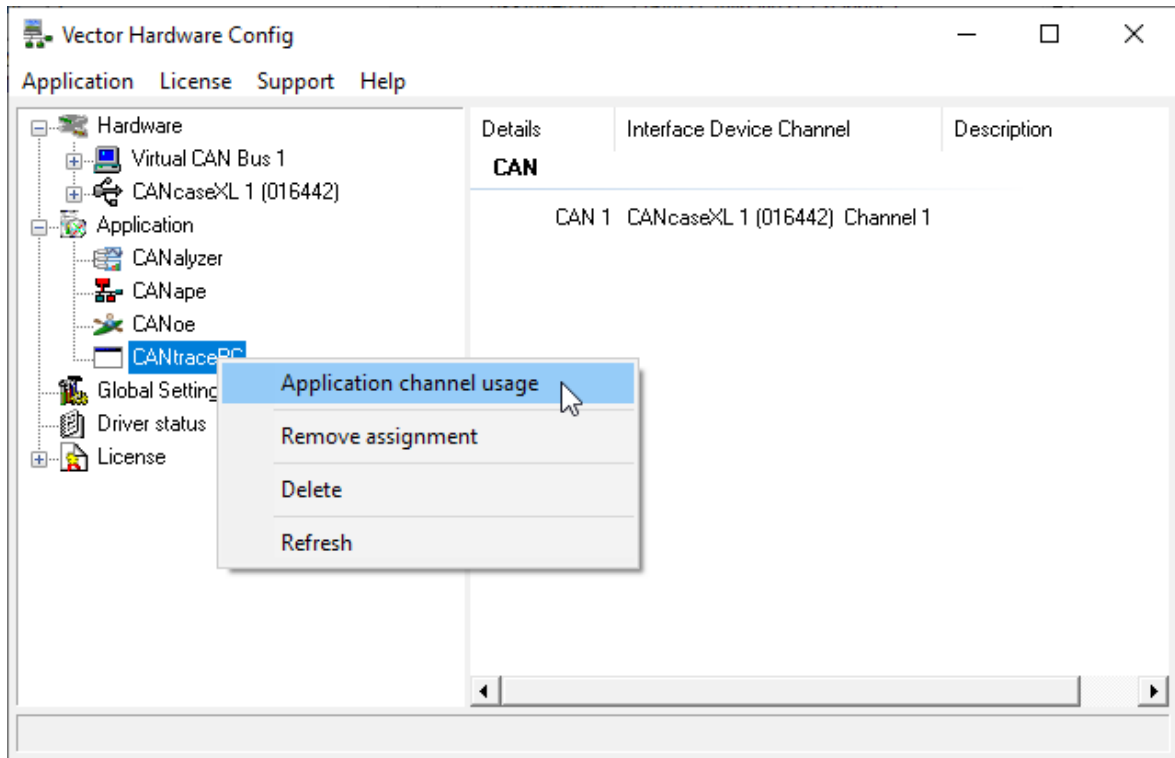 Vector Hardware Config
Application License Support Help
Hardware
Virtual CAN Bus 1
CANcaseXL 1 (016442)
Application
CANalyzer
CANape
CANoe
CANtracePC
Global Setting
Driver status
License
Details Interface Device Channel Description
CAN
CAN 1 CANcaseXL 1 (016442) Channel 1
Application channel usage
Remove assignment
Delete
Refresh